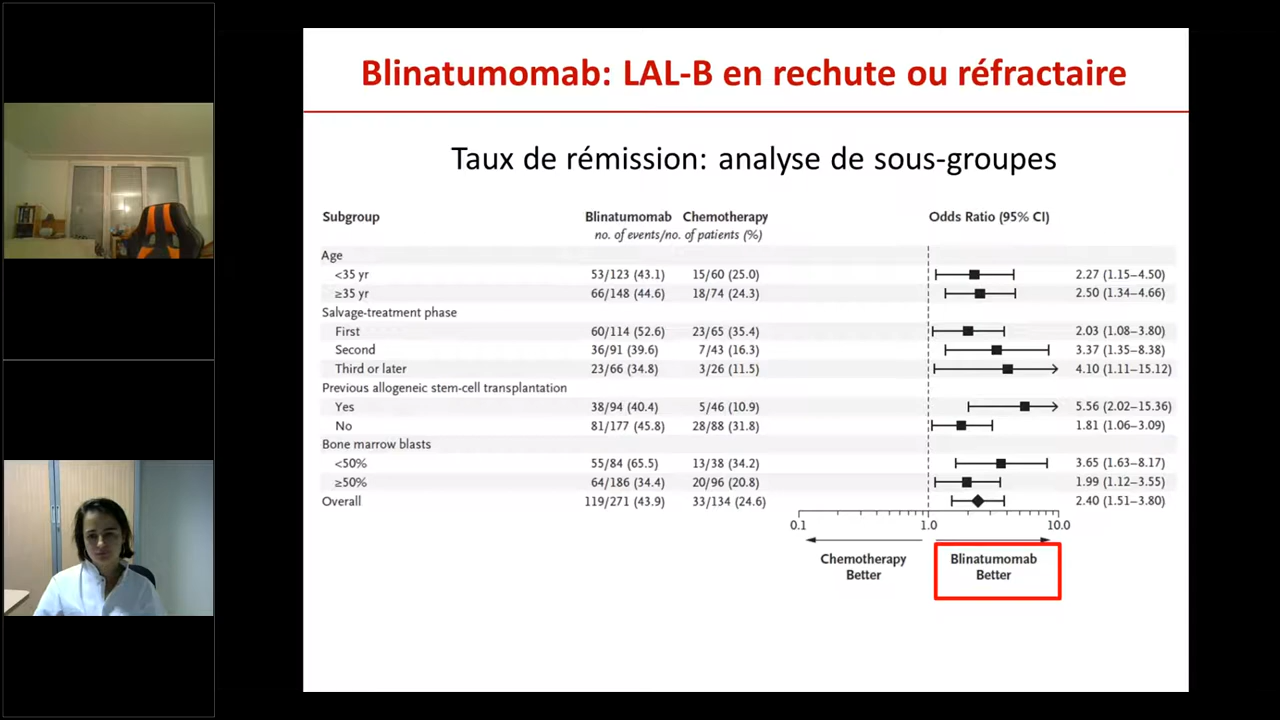 Blinatumomab: LAL-B en rechute ou réfractaire
Taux de rémission: analyse de sous-groupes
Subgroup Blinatumomab Chemotherapy Odds Ratio (95% CI)
no. of events/no. of patients (%)
Age
<35 yr 53/123 (43.1) 15/60 (25.0) 2.27 (1.15–4.50)
≥35 yr 66/148 (44.6) 18/74 (24.3) 2.50 (1.34–4.66)
Salvage-treatment phase
First 60/114 (52.6) 23/65 (35.4) 2.03 (1.08–3.80)
Second 36/91 (39.6) 7/43 (16.3) 3.37 (1.35–8.38)
Third or later 23/66 (34.8) 3/26 (11.5) 4.10 (1.11–15.12)
Previous allogeneic stem-cell transplantation
Yes 38/94 (40.4) 5/46 (10.9) 5.56 (2.02–15.36)
No 81/177 (45.8) 28/88 (31.8) 1.81 (1.06–3.09)
Bone marrow blasts
<50% 55/84 (65.5) 13/38 (34.2) 3.65 (1.63–8.17)
≥50% 64/186 (34.4) 20/96 (20.8) 1.99 (1.12–3.55)
Overall 119/271 (43.9) 33/134 (24.6) 2.40 (1.51–3.80)
0.1 1.0 10.0
Chemotherapy Blinatumomab
Better Better